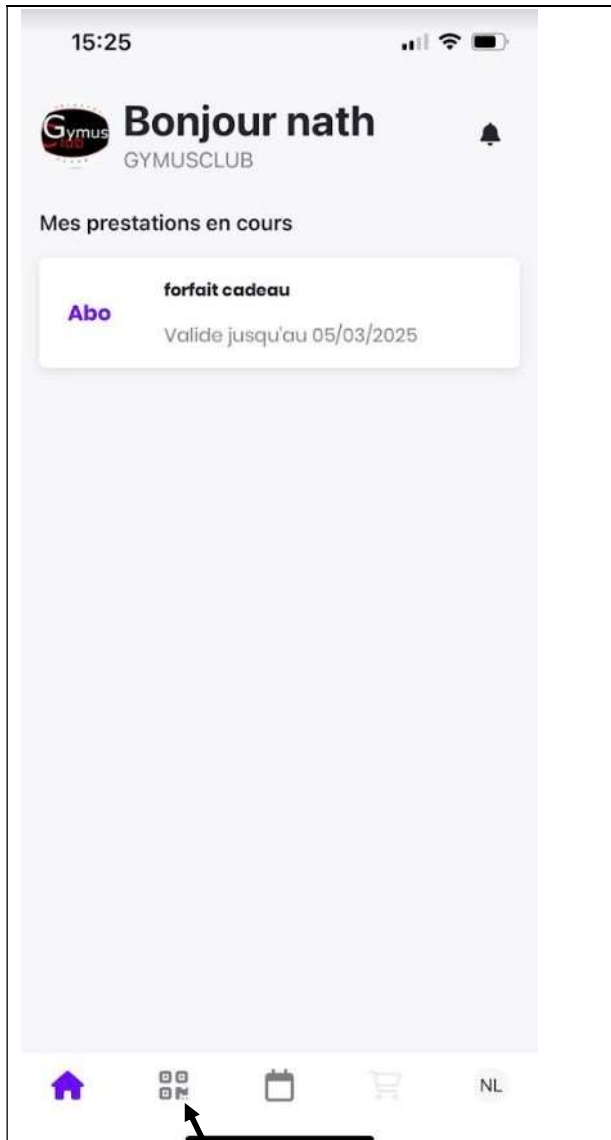 15:25
Gymus
Club
Bonjour nath
GYMUSCLUB
Mes prestations en cours
Abo
forfait cadeau
Valide jusqu'au 05/03/2025
NL